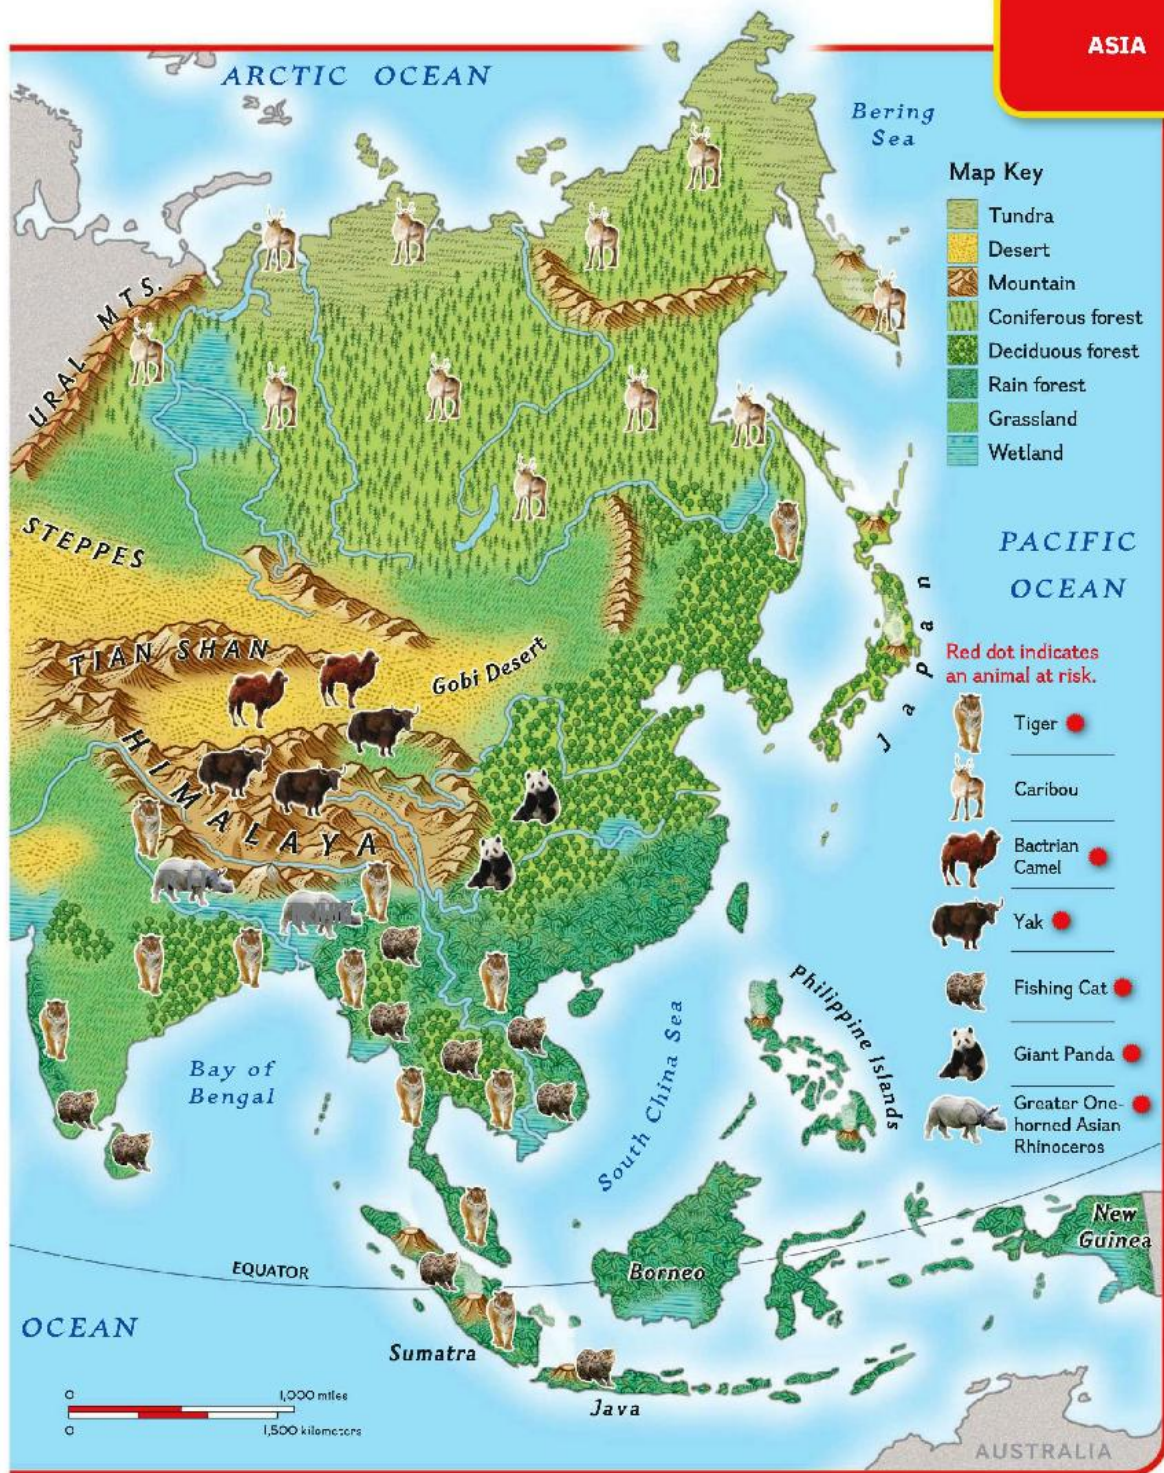 ASIA
ARCTIC OCEAN
Bering
Sea
Map Key
Tundra
Desert
Mountain
Coniferous forest
Deciduous forest
Rain forest
Grassland
Wetland
URAL MTS.
STEPPES
PACIFIC
OCEAN
TIAN SHAN
Gobi Desert
Japan
Red dot indicates
an animal at risk.
Tiger
Caribou
Bactrian
Camel
Yak
Fishing Cat
Giant Panda
Greater One-
horned Asian
Rhinoceros
HIMALAYA
Philippine Islands
South China Sea
Bay of
Bengal
New
Guinea
Borneo
EQUATOR
OCEAN
Sumatra
Java
0 1,000 miles
0 1,500 kilometers
AUSTRALIA